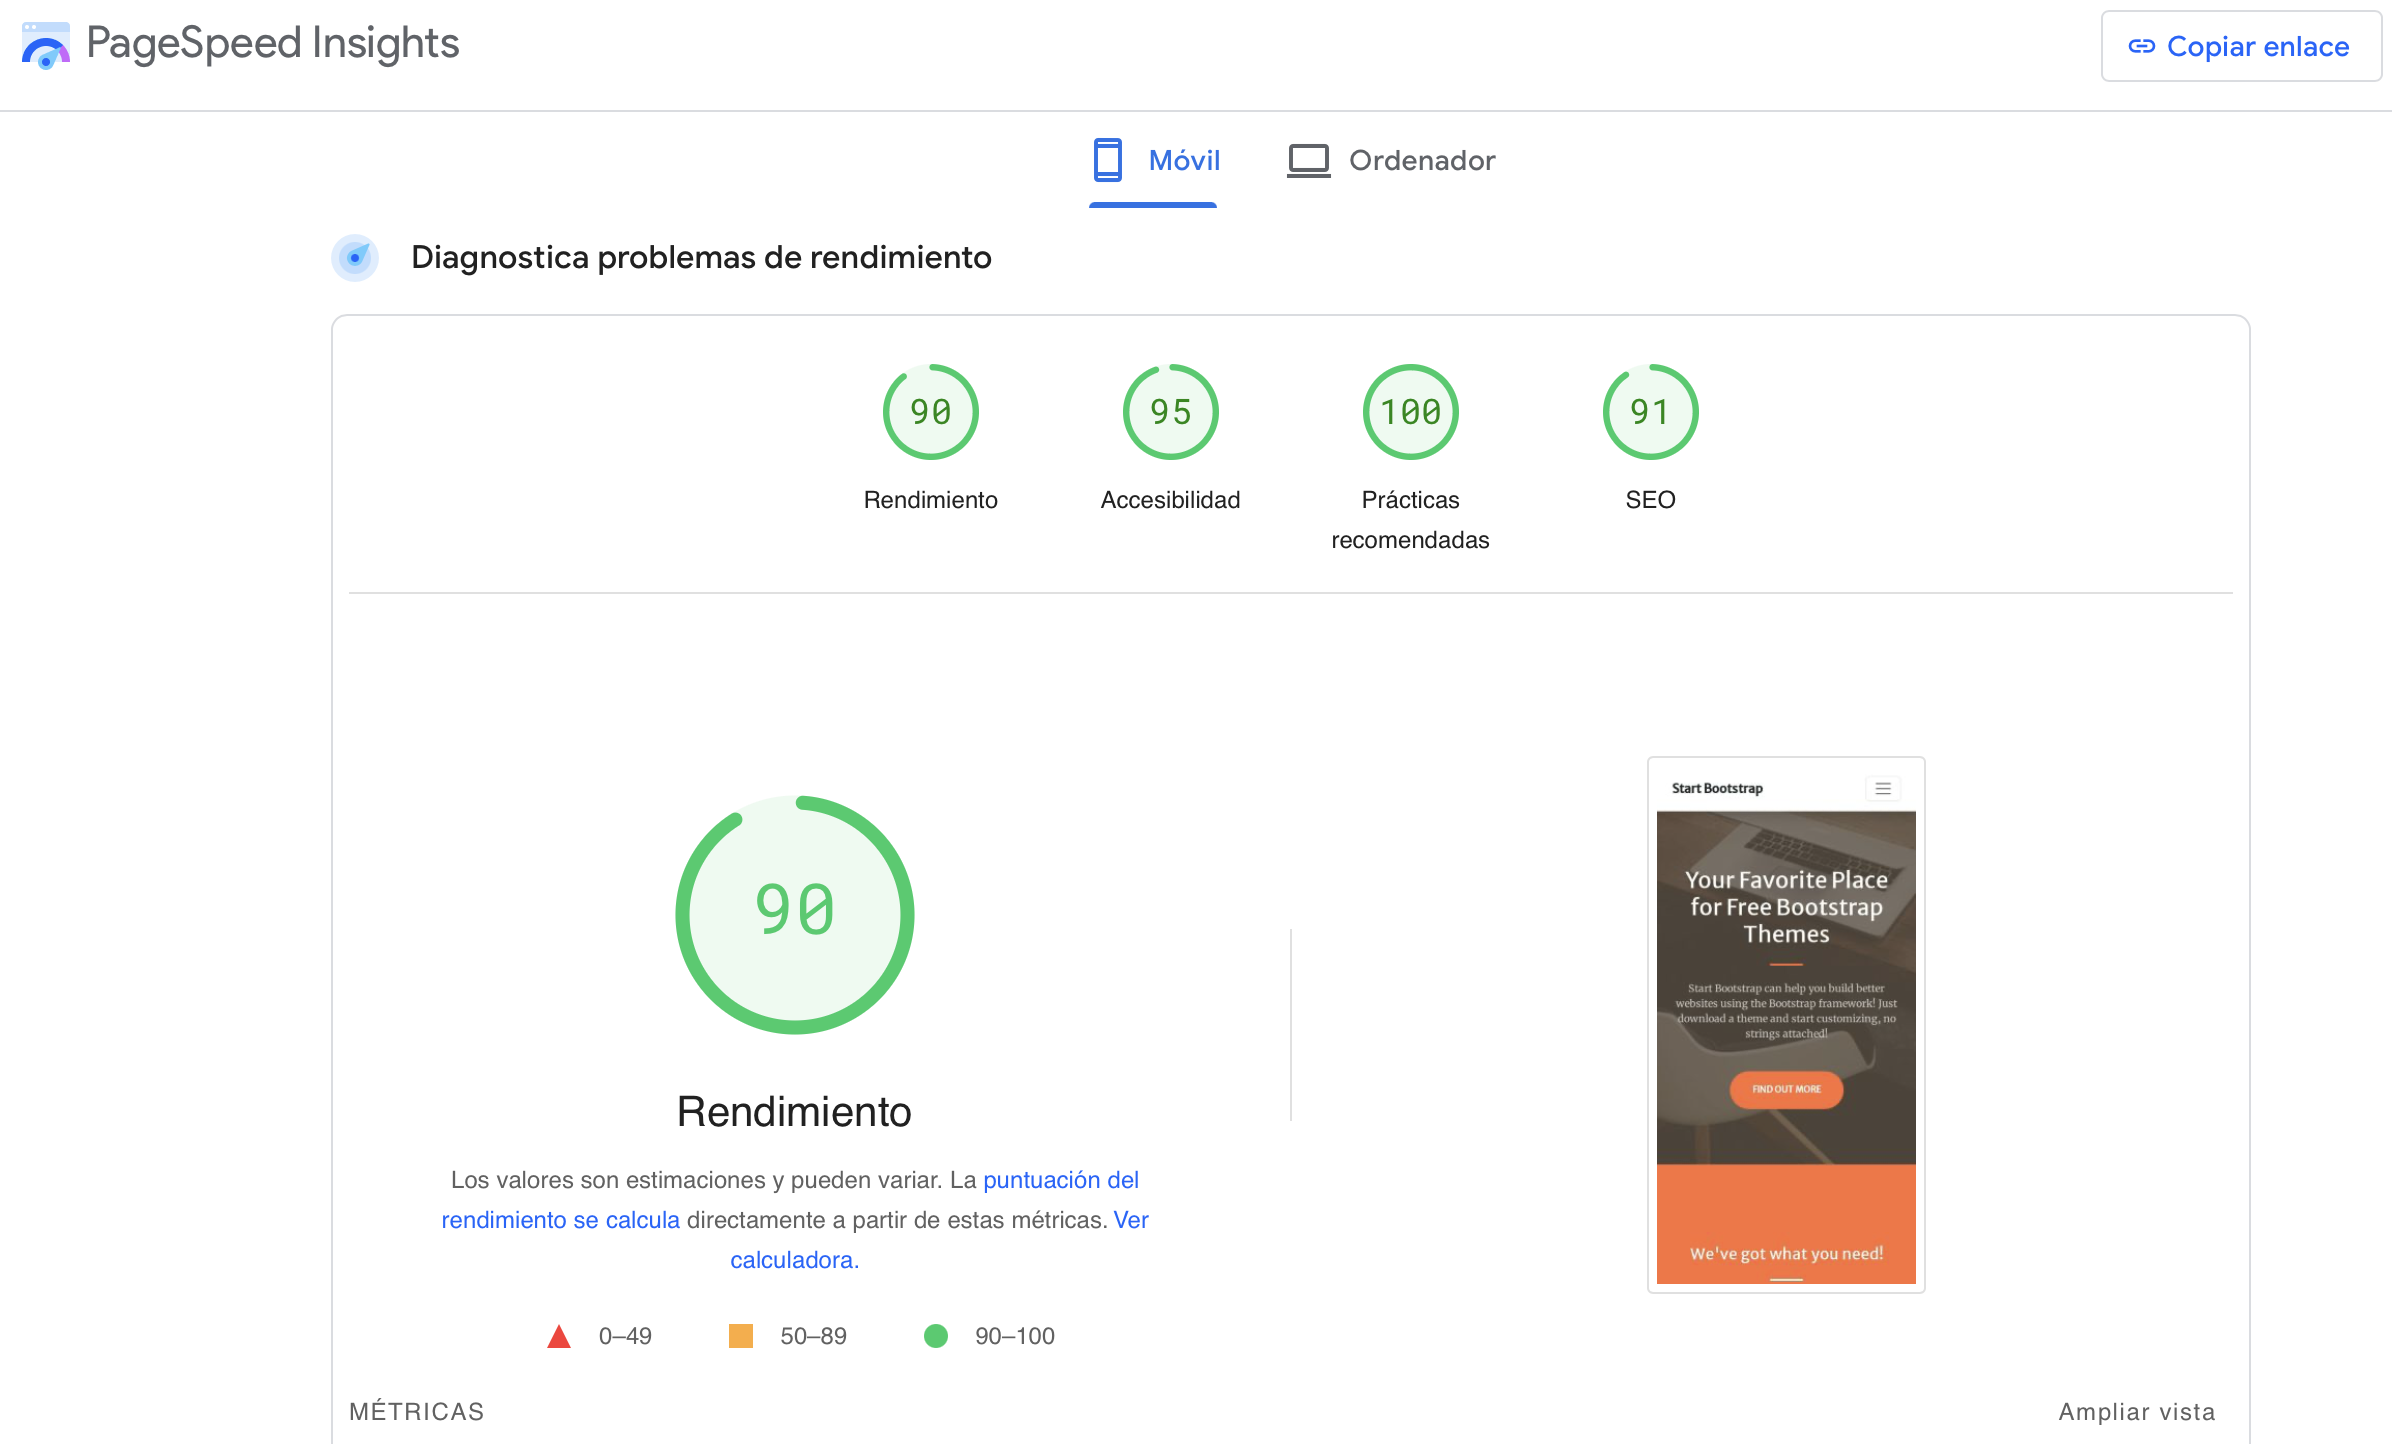 PageSpeed Insights
Copiar enlace
Móvil
Ordenador
Diagnostica problemas de rendimiento
90
95
100
91
Rendimiento
Accesibilidad
Prácticas
recomendadas
SEO
90
Rendimiento
Los valores son estimaciones y pueden variar. La puntuación del
rendimiento se calcula directamente a partir de estas métricas. Ver
calculadora.
0–49
50–89
90–100
Start Bootstrap
Your Favorite Place
for Free Bootstrap
Themes
Start Bootstrap can help you build better
websites using the Bootstrap framework! Just
download a theme and start customizing, no
strings attached!
FIND OUT MORE
We've got what you need!
MÉTRICAS
Ampliar vista